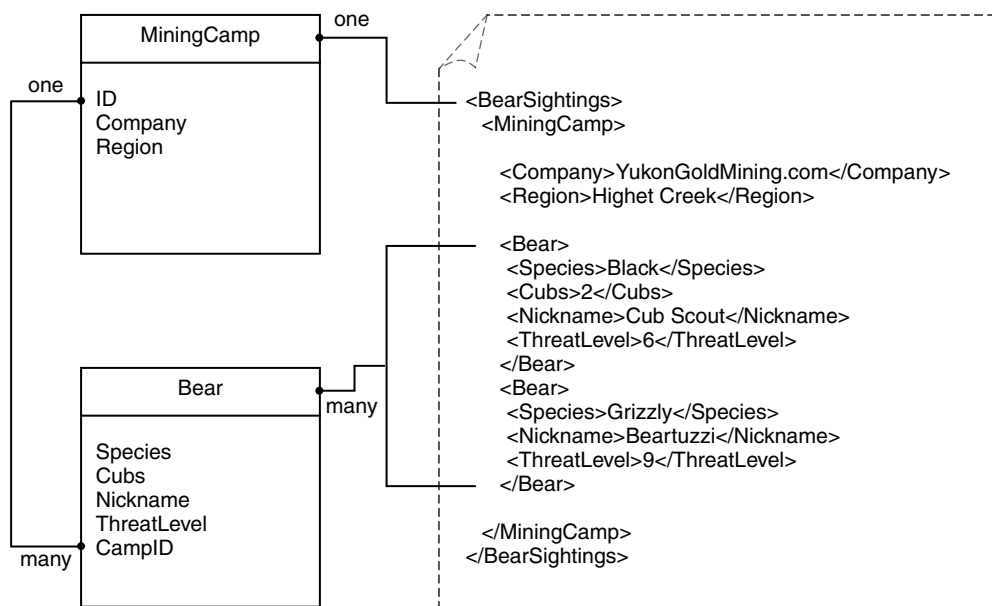 MiningCamp
one
one
ID
Company
Region
<BearSightings>
<MiningCamp>
<Company>YukonGoldMining.com</Company>
<Region>Highet Creek</Region>
<Bear>
<Species>Black</Species>
<Cubs>2</Cubs>
<Nickname>Cub Scout</Nickname>
<ThreatLevel>6</ThreatLevel>
</Bear>
<Bear>
<Species>Grizzly</Species>
<Nickname>Beartuzzi</Nickname>
<ThreatLevel>9</ThreatLevel>
</Bear>
</MiningCamp>
</BearSightings>
Bear
many
Species
Cubs
Nickname
ThreatLevel
CampID
many